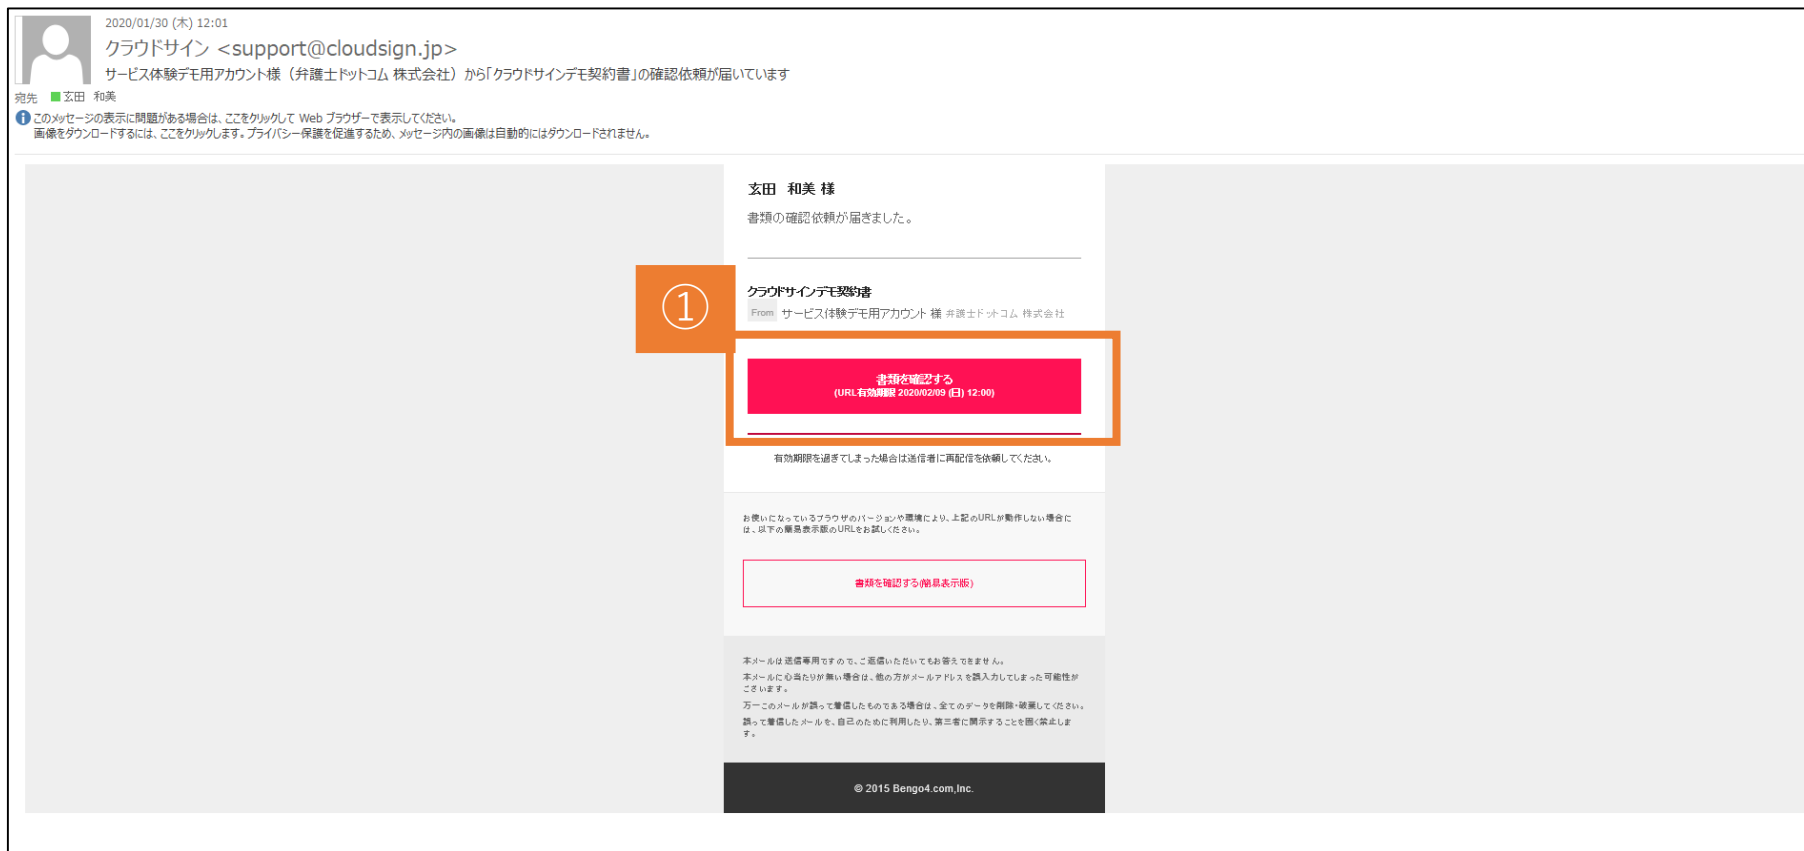 2020/01/30 (木) 12:01
クラウドサイン <support@cloudsign.jp>
サービス体験デモ用アカウント様（弁護士ドットコム 株式会社）から「クラウドサインデモ契約書」の確認依頼が届いています
宛先 玄田 和美
このメッセージの表示に問題がある場合は、ここをクリックして Web ブラウザーで表示してください。
画像をダウンロードするには、ここをクリックします。プライバシー保護を促進するため、メッセージ内の画像は自動的にはダウンロードされません。
玄田 和美 様
書類の確認依頼が届きました。
①
クラウドサインデモ契約書
From サービス体験デモ用アカウント 様 弁護士ドットコム 株式会社
書類を確認する
(URL有効期限 2020/02/09 (日) 12:00)
有効期限を過ぎてしまった場合は送信者に再配信を依頼してください。
お使いになっているブラウザのバージョンや環境により、上記のURLが動作しない場合に
は、以下の簡易表示版のURLをお試しください。
書類を確認する(簡易表示版)
本メールは送信専用ですので、ご返信いただいてもお答えできません。
本メールに心当たりが無い場合は、他の方がメールアドレスを誤入力してしまった可能性が
ございます。
万一このメールが誤って着信したものである場合は、全てのデータを削除・破棄してください。
誤って着信したメールを、自己のために利用したり、第三者に開示することを固く禁止しま
す。
© 2015 Bengo4.com,Inc.